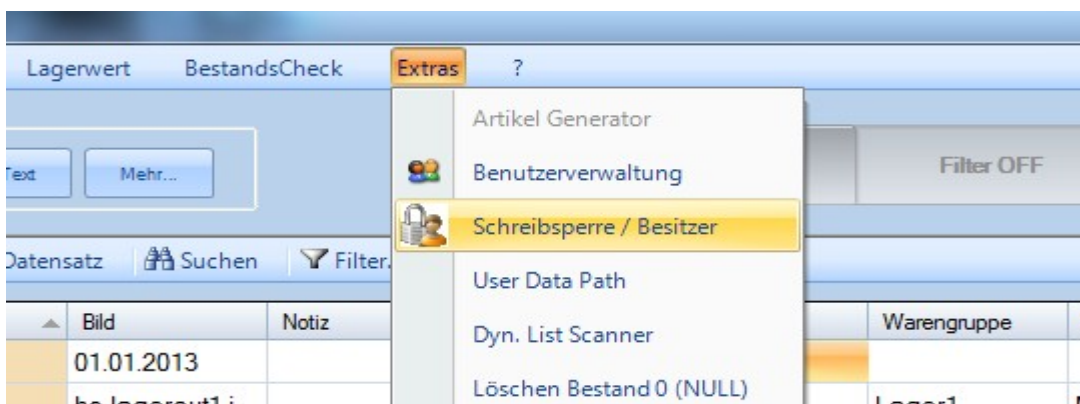 Lagerwert BestandsCheck Extras ?
Artikel Generator
Text Mehr... Benutzerverwaltung Filter OFF
Schreibsperre / Besitzer
Datensatz Suchen Filter.
User Data Path
Bild Notiz Warengruppe
Dyn. List Scanner
01.01.2013
Löschen Bestand 0 (NULL)
Lager1